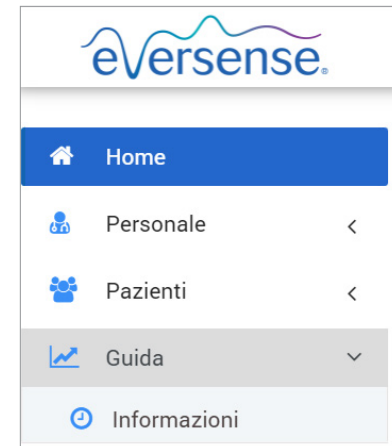 eversense®
Home
Personale
Pazienti
Guida
Informazioni